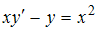 xy′ − y = x²